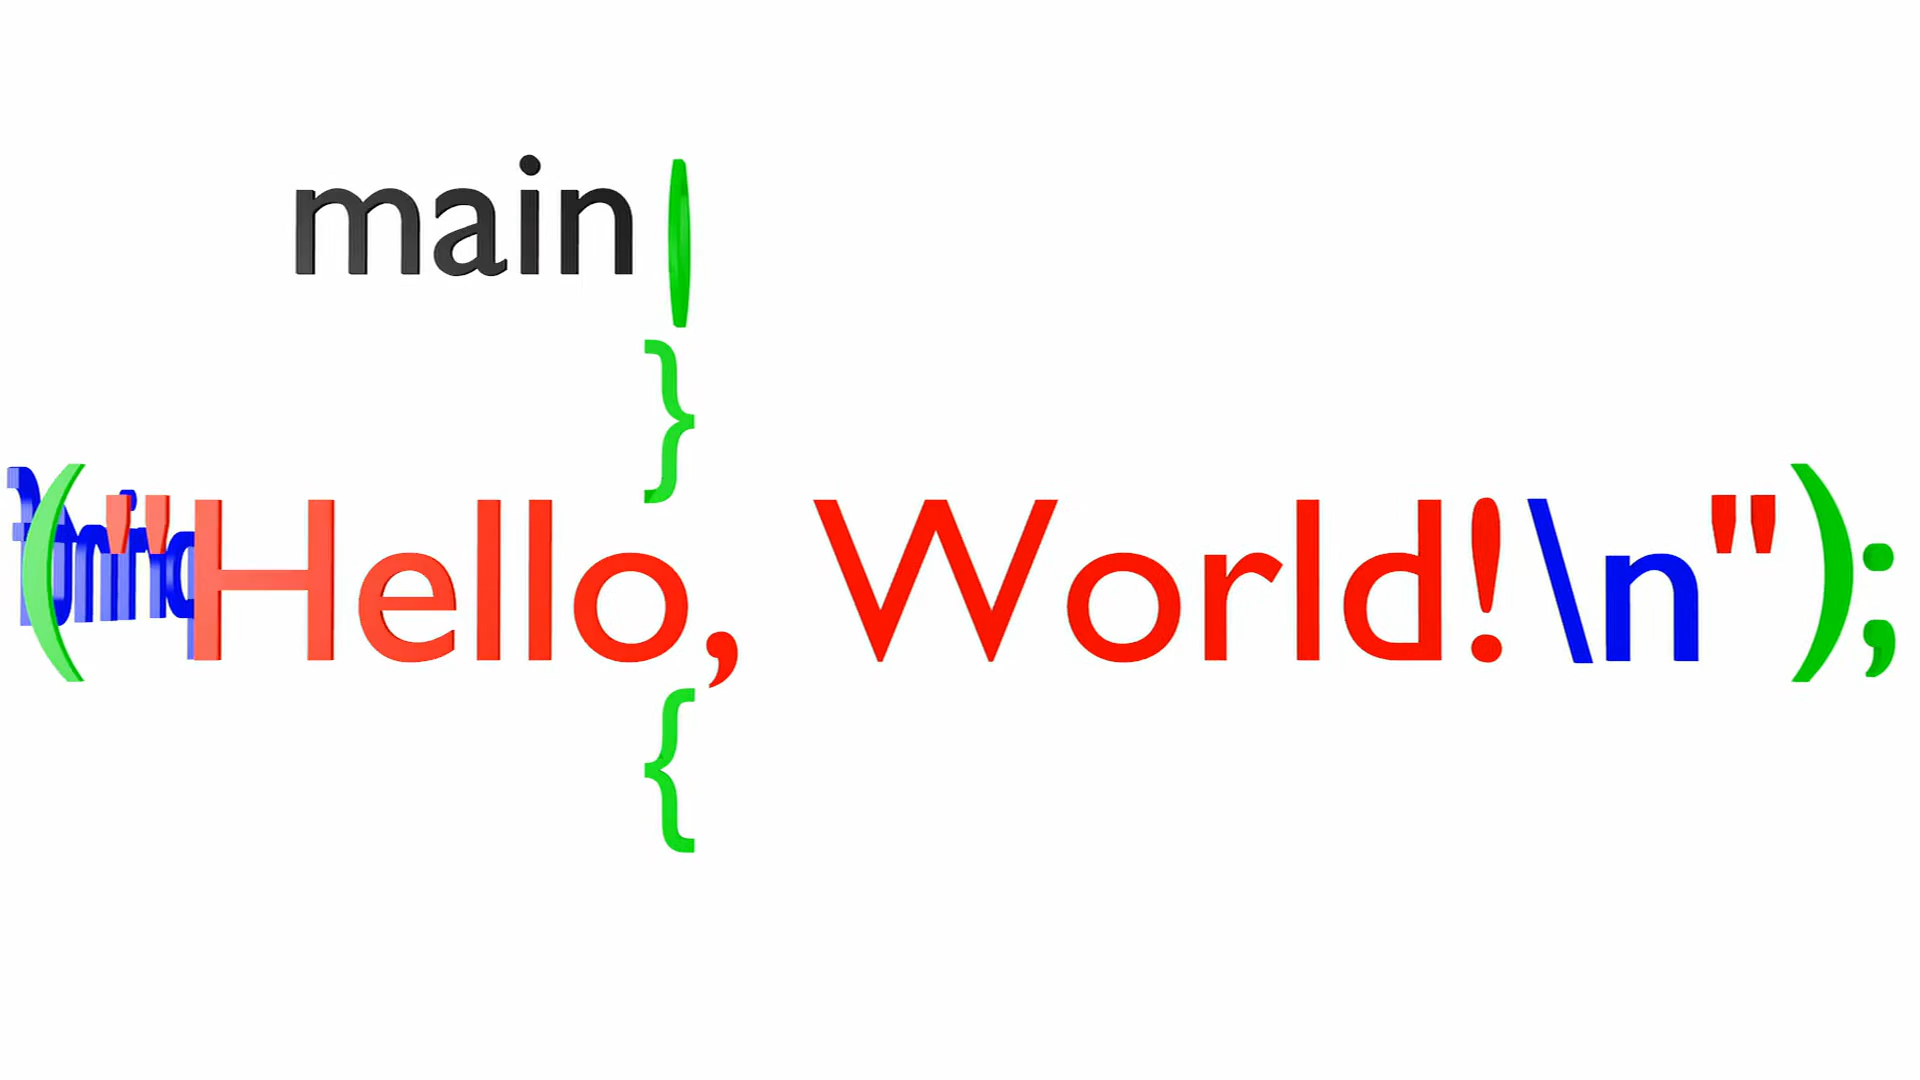 main()
}
("Hello, World!\n");
{